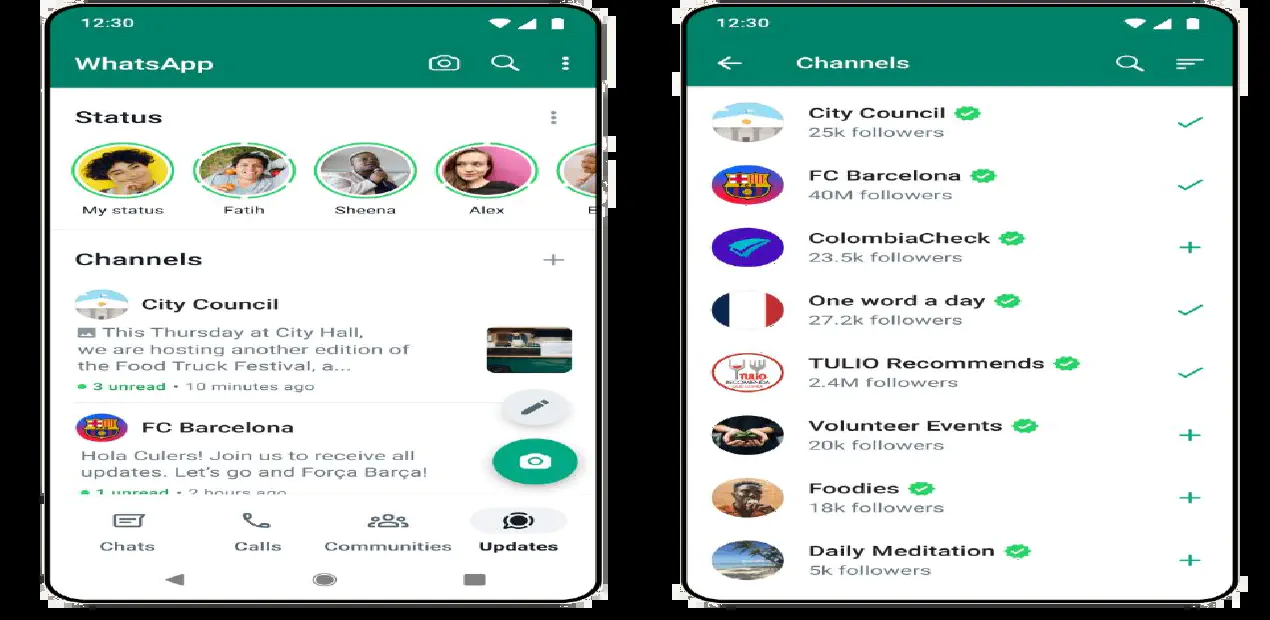 12:30
WhatsApp
Status
My status
Fatih
Sheena
Alex
E
Channels
City Council
This Thursday at City Hall,
we are hosting another edition of
the Food Truck Festival, a...
3 unread • 10 minutes ago
FC Barcelona
Hola Culers! Join us to receive all
updates. Let's go and Força Barça!
1 unread • 2 hours ago
Chats
Calls
Communities
Updates
12:30
Channels
City Council
25k followers
FC Barcelona
40M followers
ColombiaCheck
23.5k followers
One word a day
27.2k followers
TULIO Recommends
2.4M followers
Tulio
RECOMIENDA
Volunteer Events
20k followers
Foodies
18k followers
Daily Meditation
5k followers